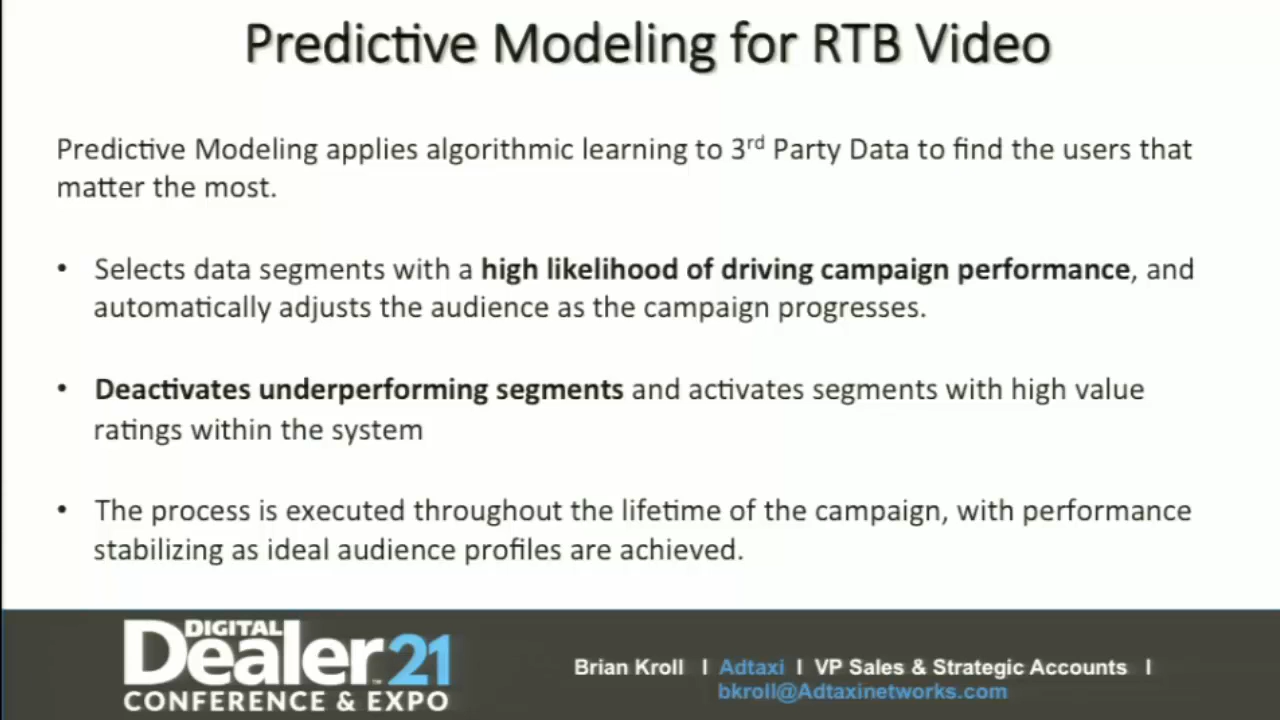 Predictive Modeling for RTB Video
Predictive Modeling applies algorithmic learning to 3rd Party Data to find the users that
matter the most.
• Selects data segments with a high likelihood of driving campaign performance, and
automatically adjusts the audience as the campaign progresses.
• Deactivates underperforming segments and activates segments with high value
ratings within the system
• The process is executed throughout the lifetime of the campaign, with performance
stabilizing as ideal audience profiles are achieved.
DIGITAL
Dealer 21
CONFERENCE & EXPO
Brian Kroll I Adtaxi I VP Sales & Strategic Accounts I
bkroll@Adtaxinetworks.com